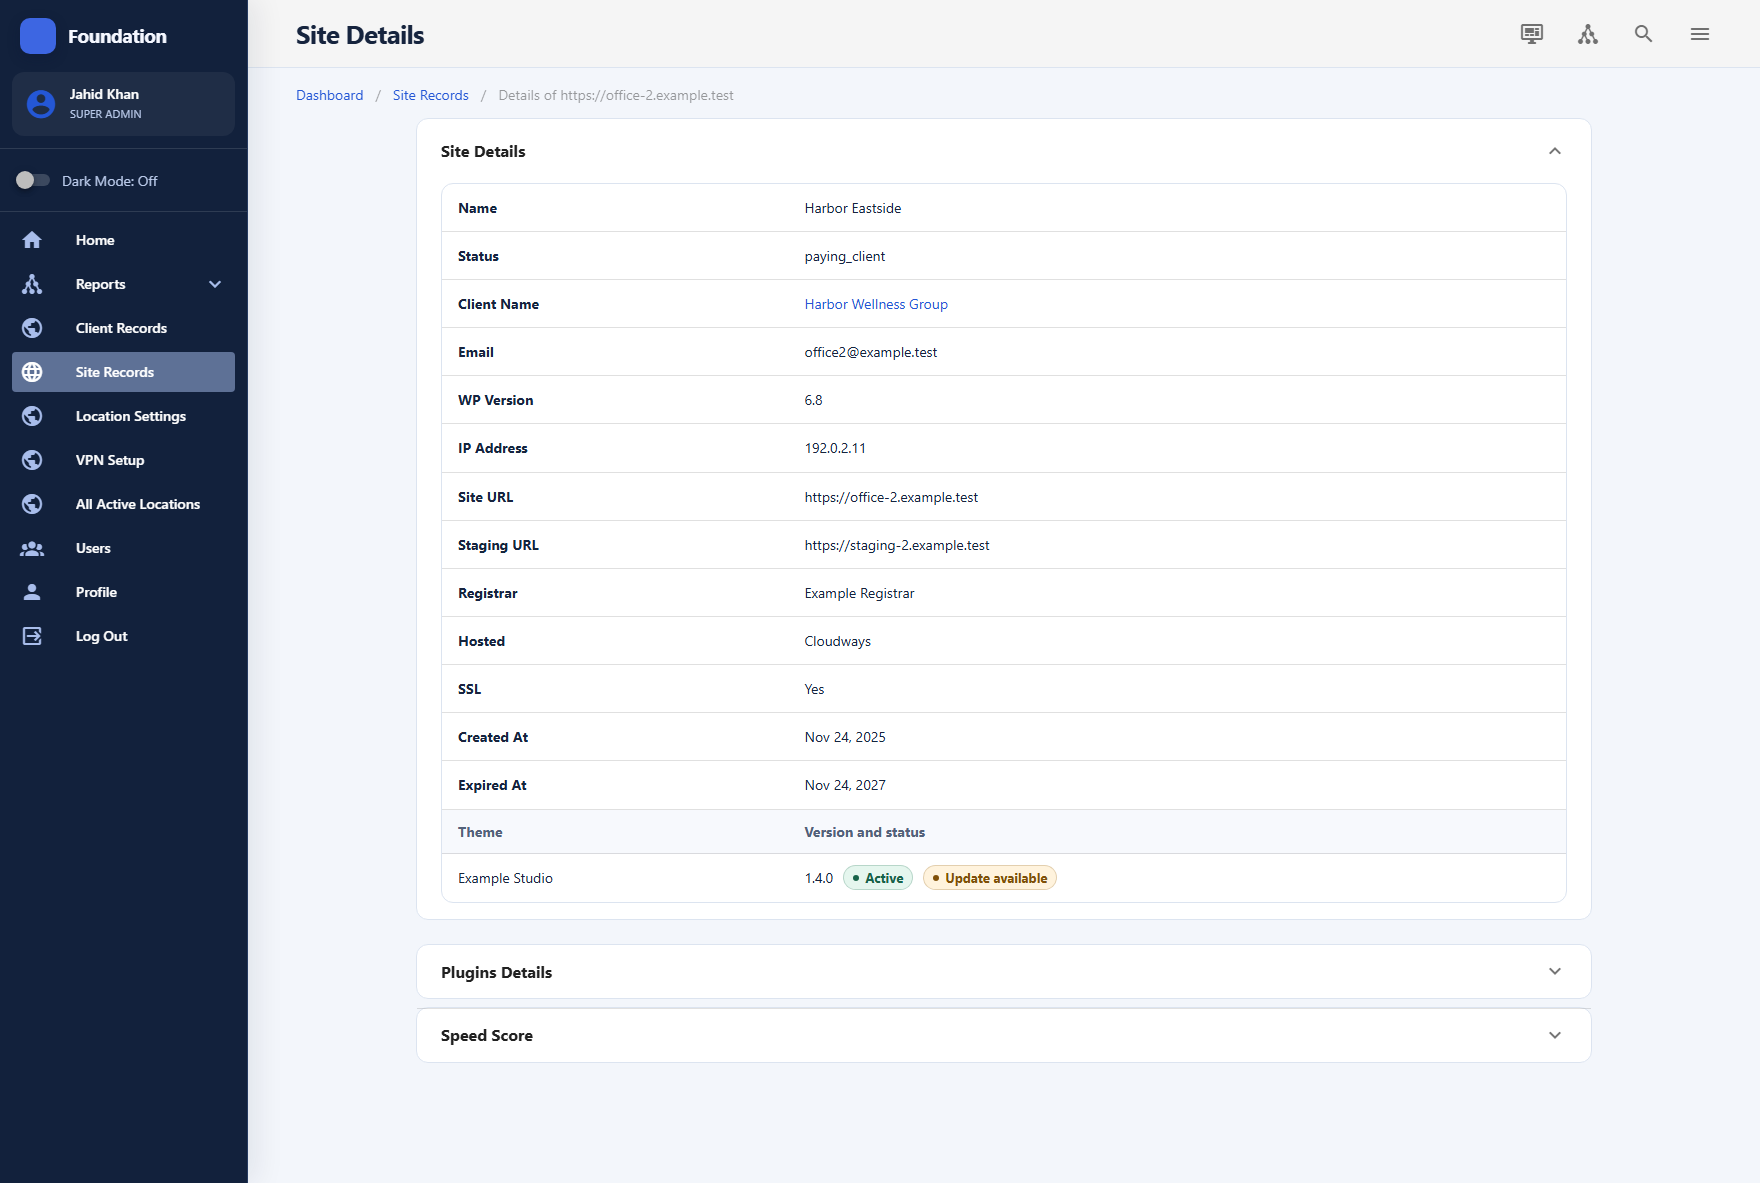 Foundation
Jahid Khan
SUPER ADMIN
Dark Mode: Off
Home
Reports
Client Records
Site Records
Location Settings
VPN Setup
All Active Locations
Users
Profile
Log Out
Site Details
Dashboard / Site Records / Details of https://office-2.example.test
Site Details
Name Harbor Eastside
Status paying_client
Client Name Harbor Wellness Group
Email office2@example.test
WP Version 6.8
IP Address 192.0.2.11
Site URL https://office-2.example.test
Staging URL https://staging-2.example.test
Registrar Example Registrar
Hosted Cloudways
SSL Yes
Created At Nov 24, 2025
Expired At Nov 24, 2027
Theme Version and status
Example Studio 1.4.0 Active Update available
Plugins Details
Speed Score